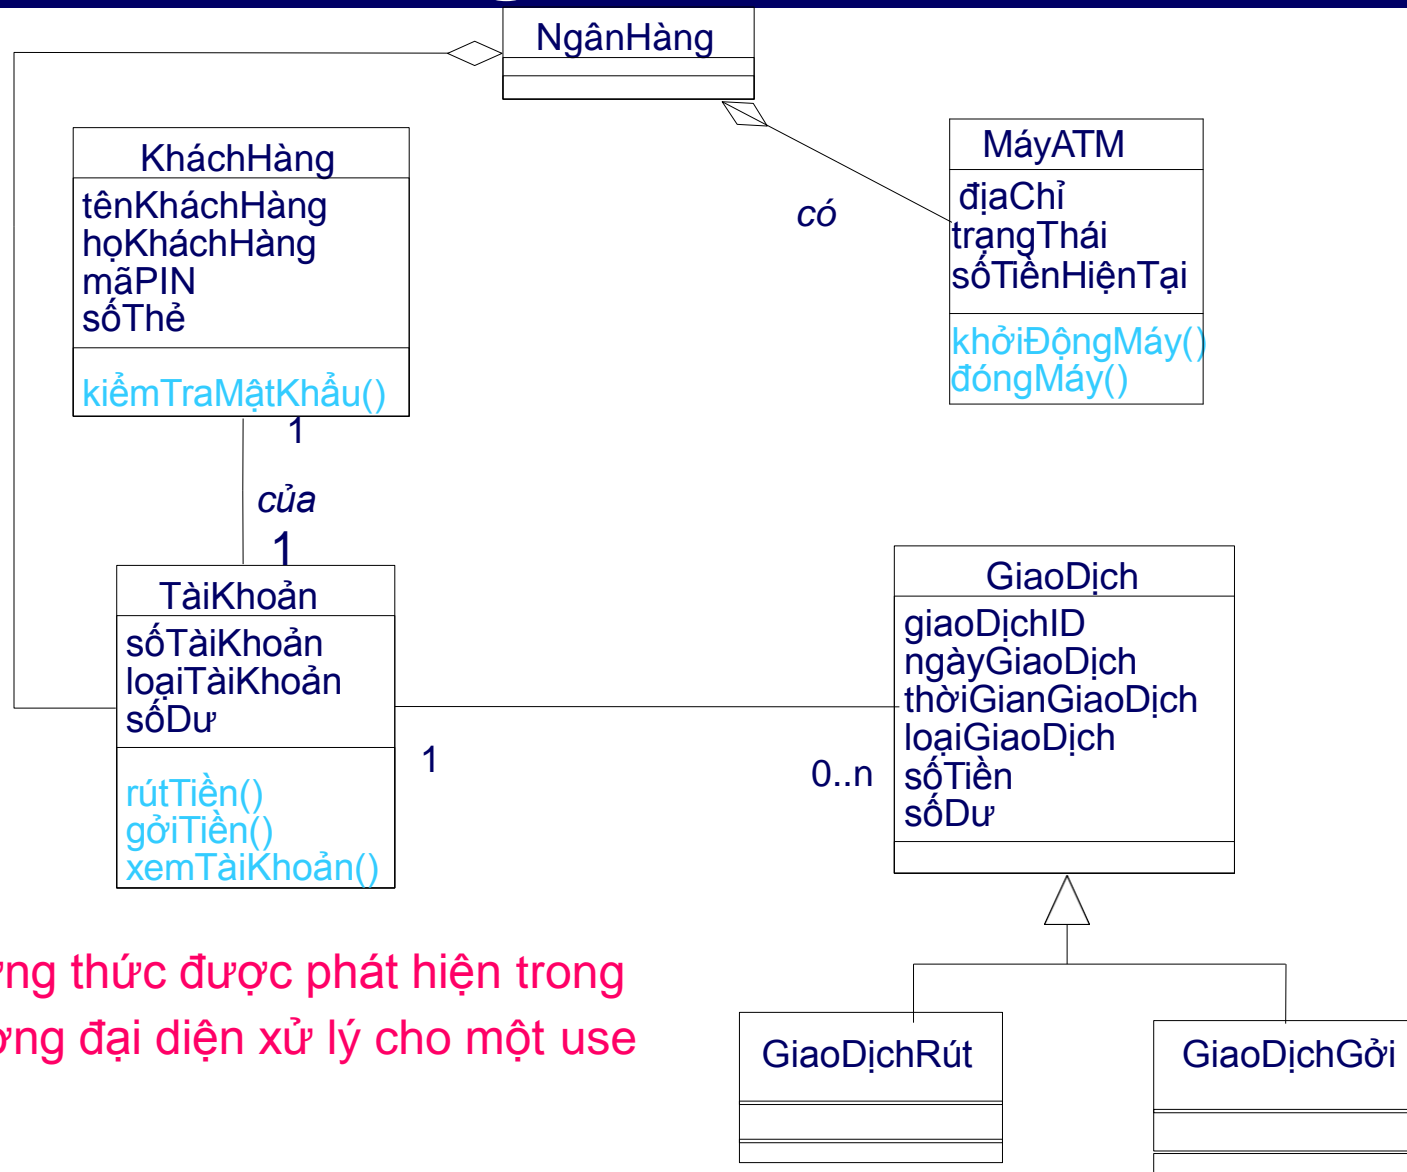 NgânHàng
KháchHàng
tênKháchHàng
họKháchHàng
mãPIN
sốThẻ
kiểmTraMậtKhẩu()
1
của
1
có
MáyATM
địaChỉ
trạngThái
sốTiềnHiệnTại
khởiĐộngMáy()
đóngMáy()
TàiKhoản
sốTàiKhoản
loạiTàiKhoản
sốDư
rútTiền()
gởiTiền()
xemTàiKhoản()
1
0..n
GiaoDịch
giaoDịchID
ngàyGiaoDịch
thờiGianGiaoDịch
loạiGiaoDịch
sốTiền
sốDư
thức được phát hiện trong
đại diện xử lý cho một use
GiaoDịchRút
GiaoDịchGởi